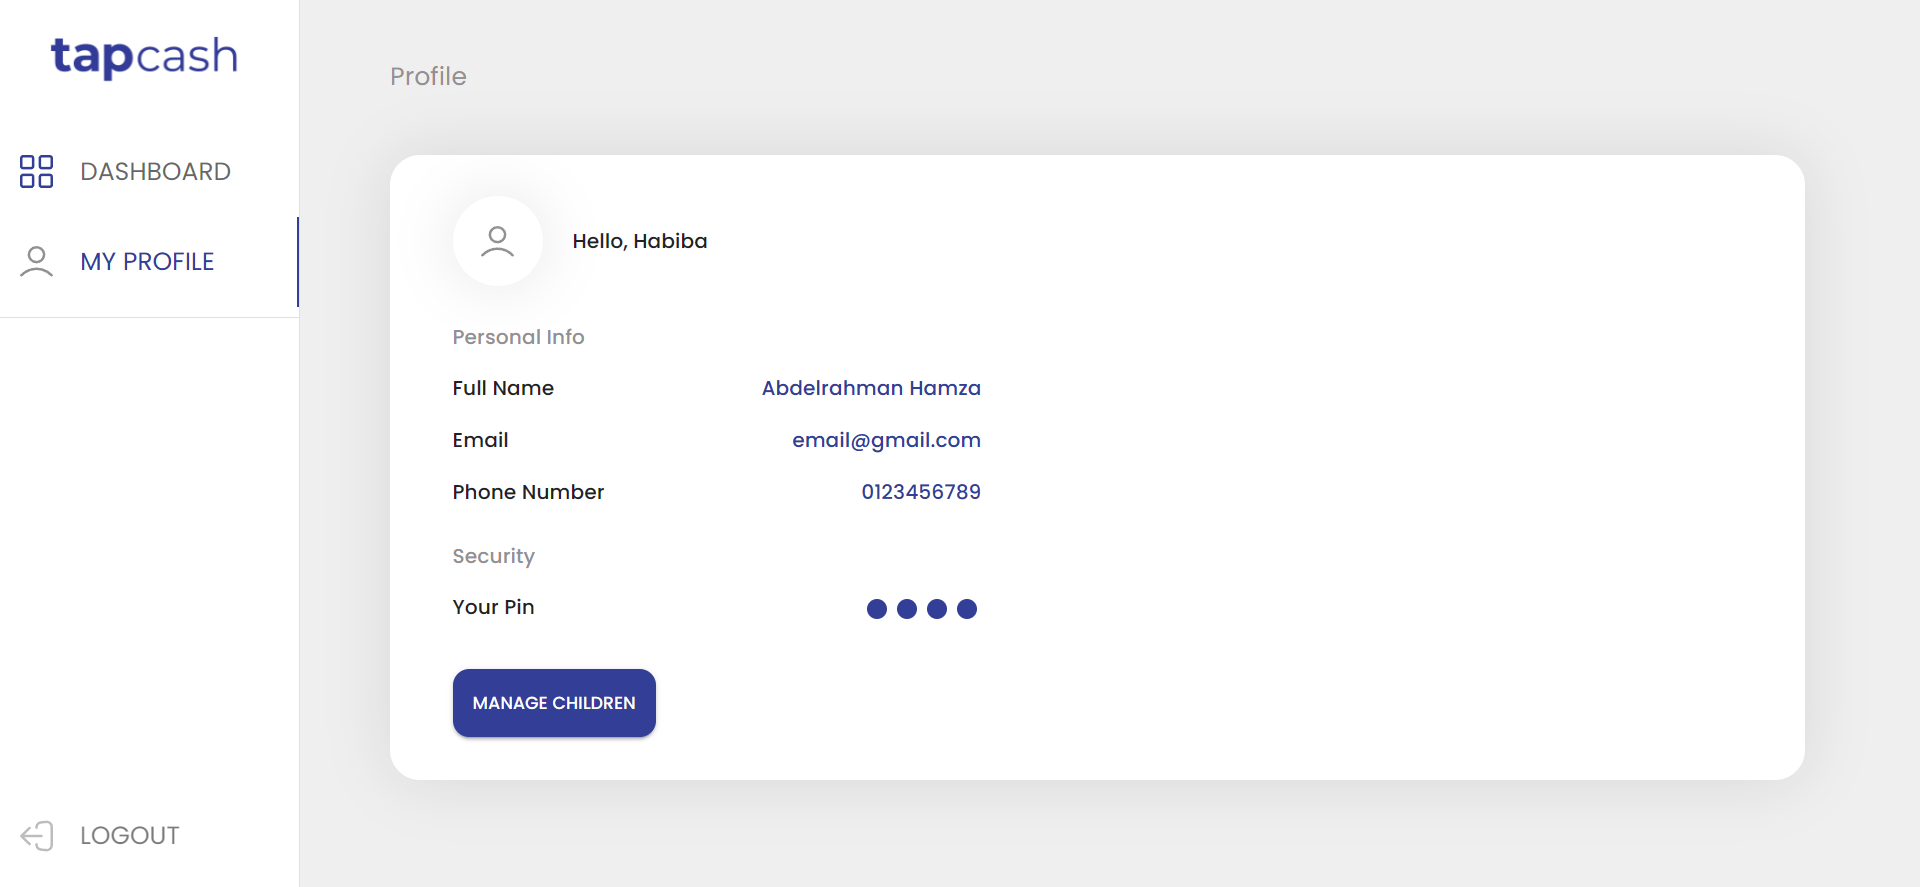 tapcash
DASHBOARD
MY PROFILE
LOGOUT
Profile
Hello, Habiba
Personal Info
Full Name Abdelrahman Hamza
Email email@gmail.com
Phone Number 0123456789
Security
Your Pin
MANAGE CHILDREN